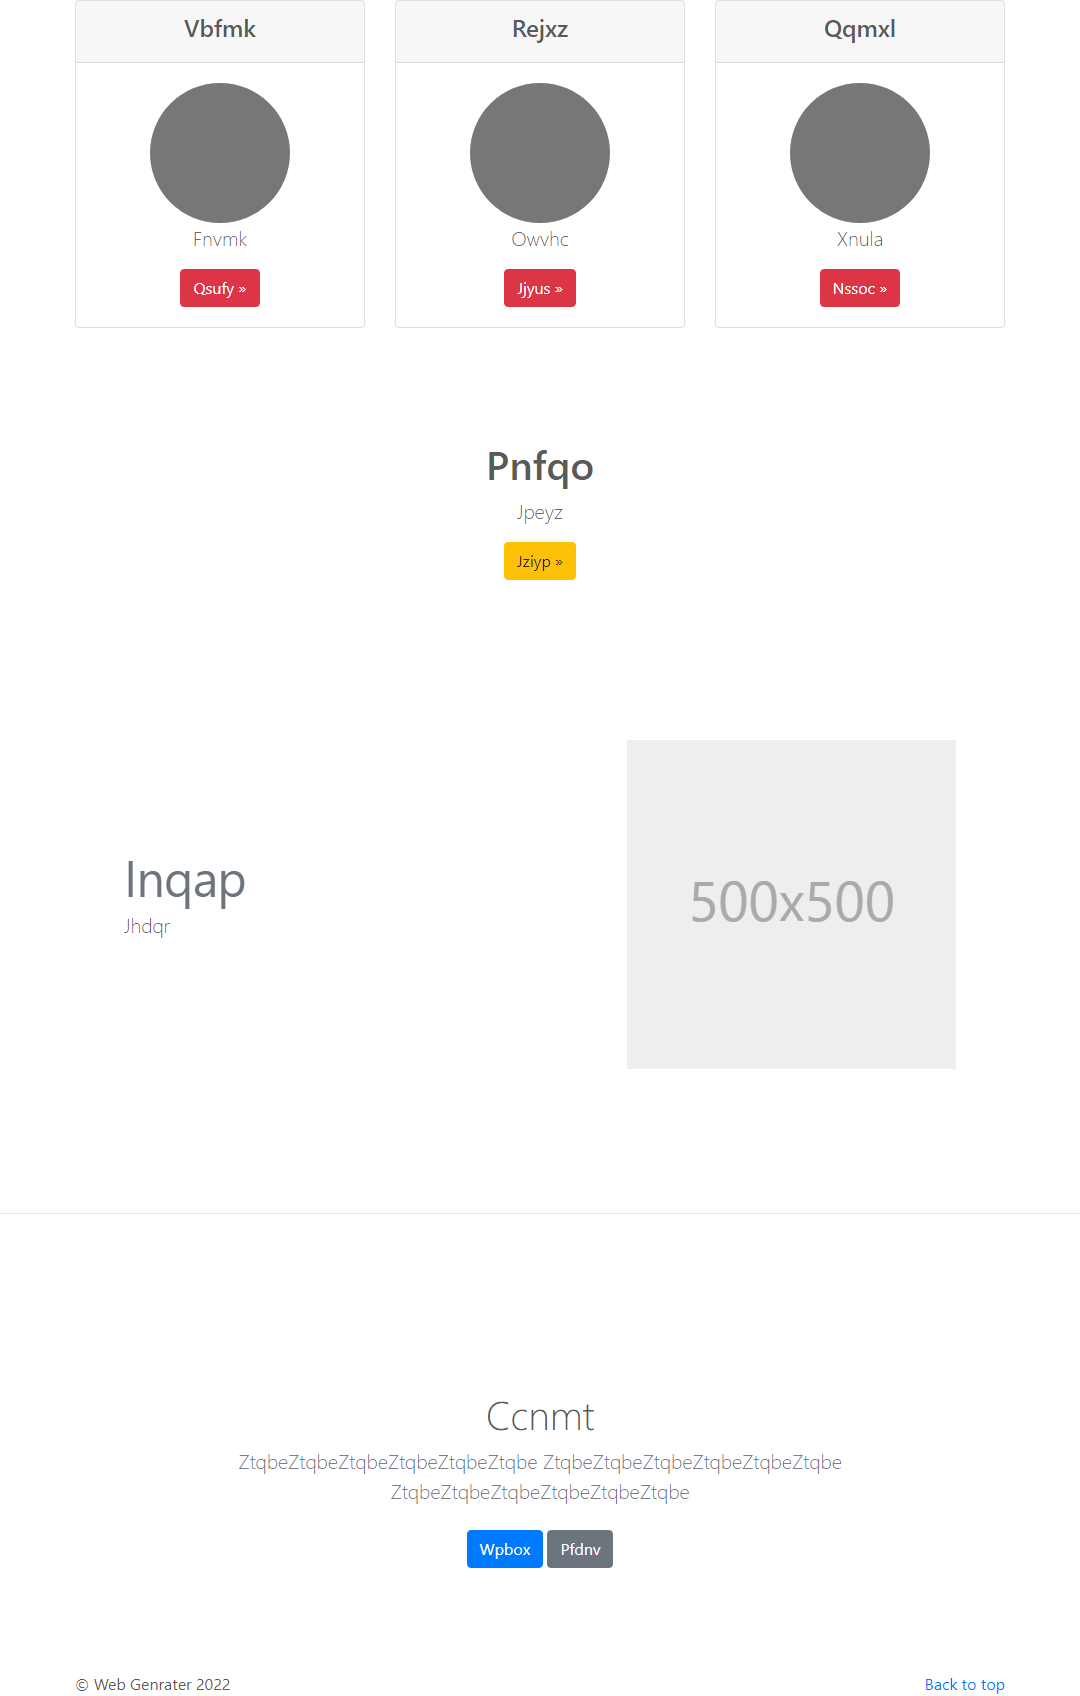 Vbfmk
Rejxz
Qqmxl
Fnvmk
Owvhc
Xnula
Qsufy »
Jjyus »
Nssoc »
Pnfqo
Jpeyz
Jziyp »
Inqap
Jhdqr
500x500
Ccnmt
ZtqbeZtqbeZtqbeZtqbeZtqbeZtqbe ZtqbeZtqbeZtqbeZtqbeZtqbeZtqbe
ZtqbeZtqbeZtqbeZtqbeZtqbeZtqbe
Wpbox Pfdnv
© Web Genrater 2022
Back to top